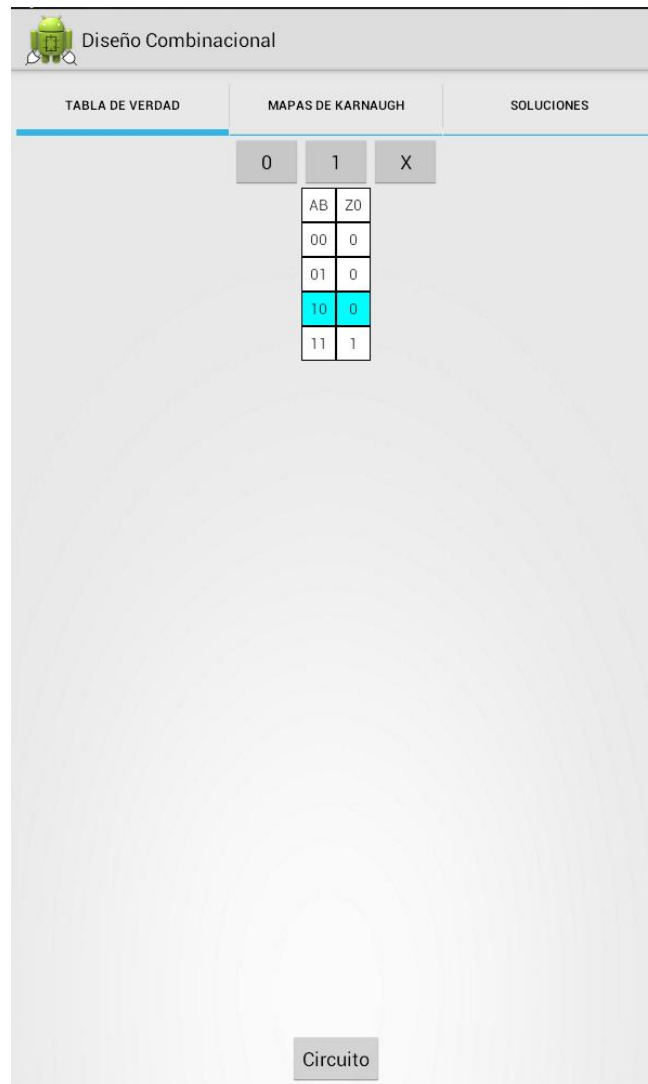 Diseño Combinacional
TABLA DE VERDAD MAPAS DE KARNAUGH SOLUCIONES
0 1 X
AB Z0
00 0
01 0
10 0
11 1
Circuito